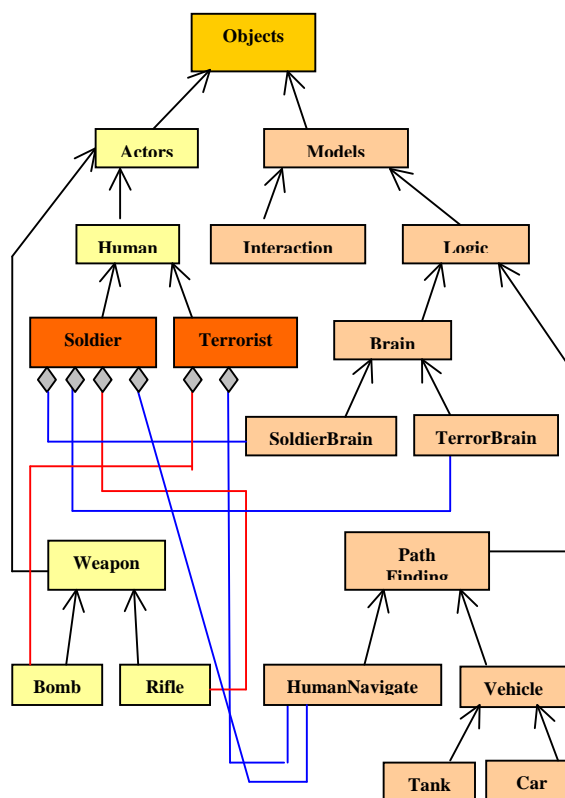 Objects
Actors
Models
Human
Interaction
Logic
Soldier
Terrorist
Brain
SoldierBrain
TerrorBrain
Weapon
Path
Finding
Bomb
Rifle
HumanNavigate
Vehicle
Tank
Car